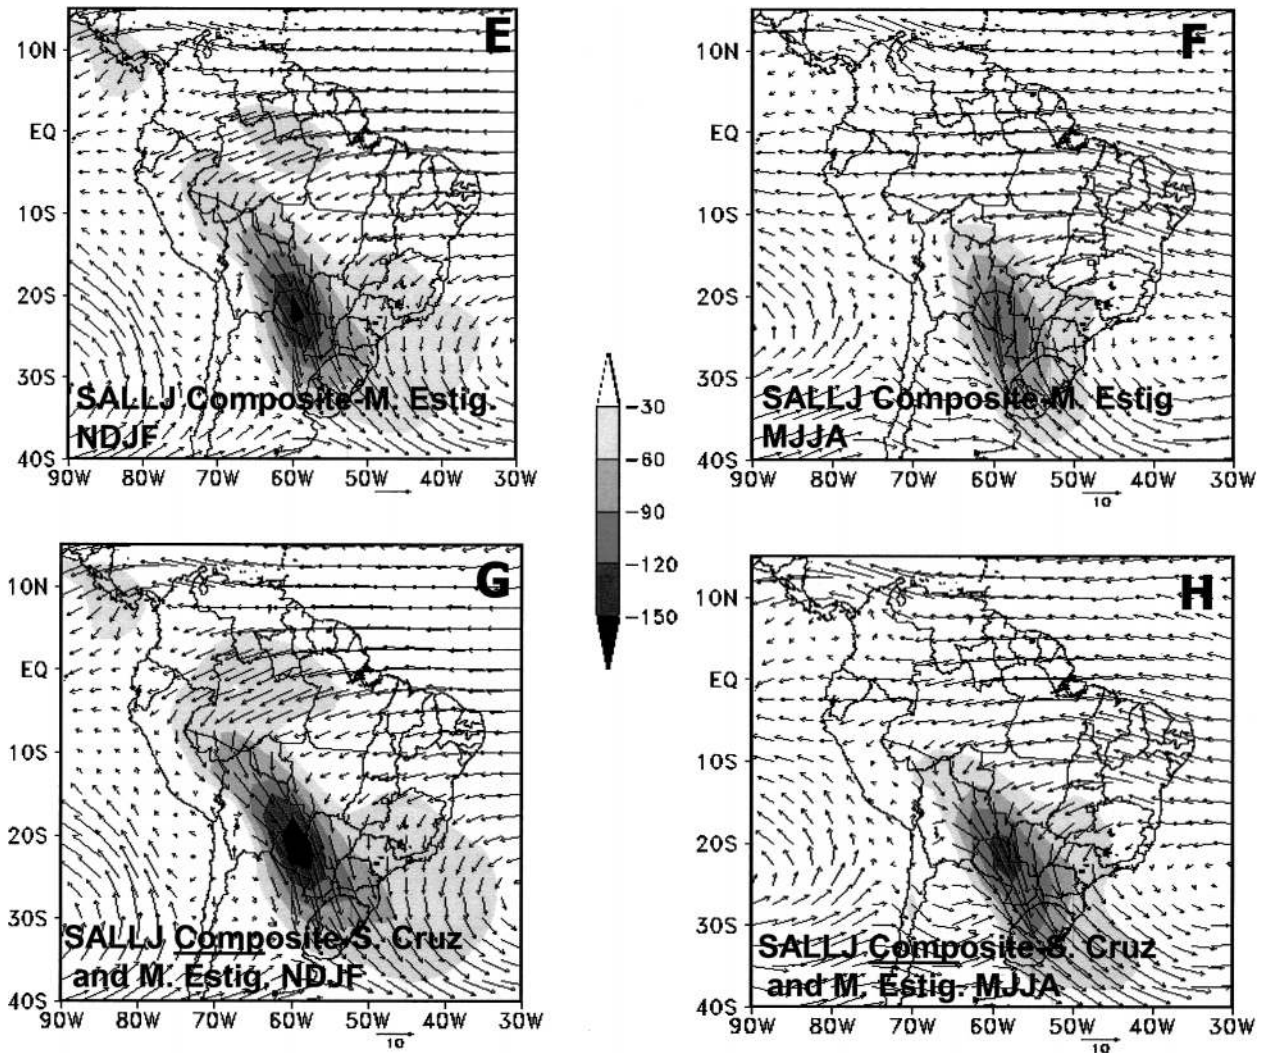 E
10N
EQ
10S
20S
30S
40S
SALLJ Composite-M. Estig.
NDJF
90W 80W 70W 60W 50W 40W 30W
10
F
10N
EQ
10S
20S
30S
40S
SALLJ Composite-M. Estig
MJJA
90W 80W 70W 60W 50W 40W 30W
10
-30
-60
-90
-120
-150
G
10N
EQ
10S
20S
30S
40S
SALLJ Composite-S. Cruz
and M. Estig, NDJF
90W 80W 70W 60W 50W 40W 30W
10
H
10N
EQ
10S
20S
30S
40S
SALLJ Composite-S. Cruz
and M. Estig. MJJA
90W 80W 70W 60W 50W 40W 30W
10